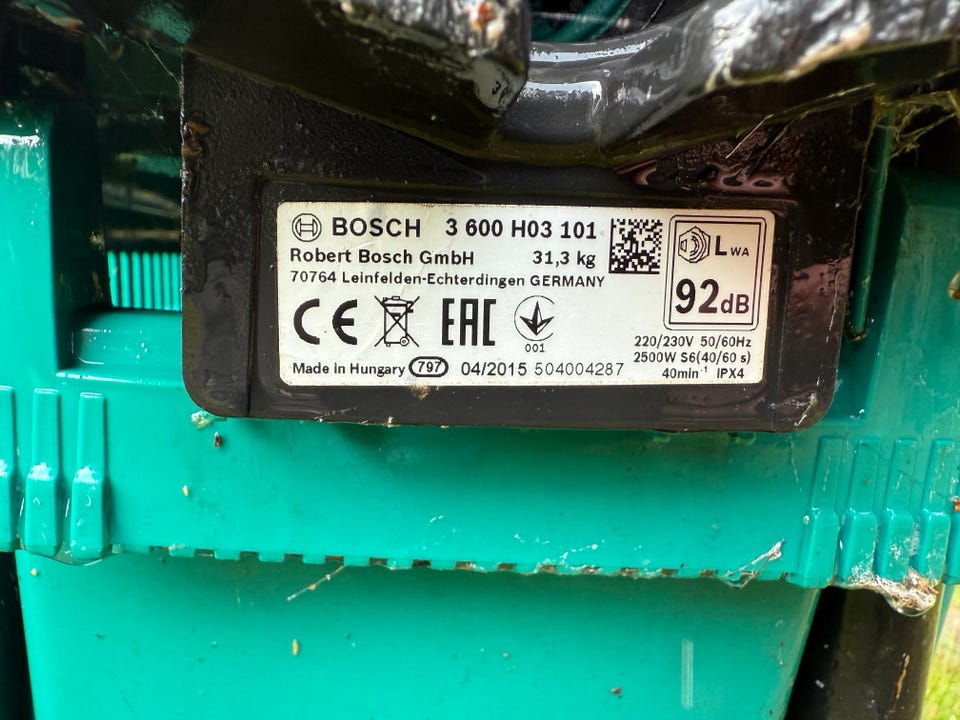 BOSCH 3 600 H03 101
Robert Bosch GmbH 31,3 kg
70764 Leinfelden-Echterdingen GERMANY
CE EAC
001
Made in Hungary 797 04/2015 504004287
LWA
92dB
220/230V 50/60Hz
2500W S6(40/60 s)
40min⁻¹ IPX4